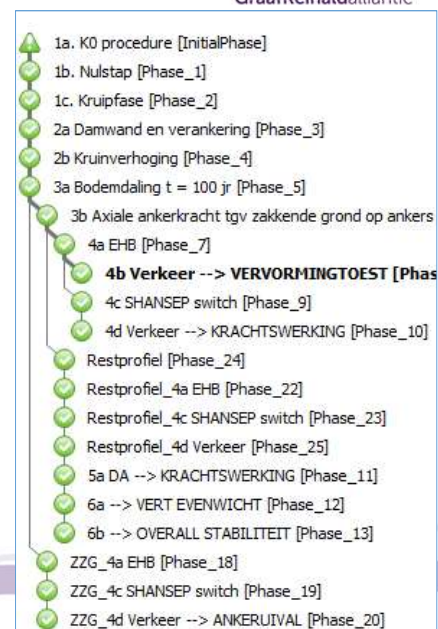 GraafReinaldalliantie
1a. K0 procedure [InitialPhase]
1b. Nulstap [Phase_1]
1c. Kruipfase [Phase_2]
2a Damwand en verankering [Phase_3]
2b Kruinverhoging [Phase_4]
3a Bodemdaling t = 100 jr [Phase_5]
3b Axiale ankerkracht tgv zakkende grond op ankers
4a EHB [Phase_7]
4b Verkeer --> VERVORMINGTOEST [Phas
4c SHANSEP switch [Phase_9]
4d Verkeer --> KRACHTSWERKING [Phase_10]
Restprofiel [Phase_24]
Restprofiel_4a EHB [Phase_22]
Restprofiel_4c SHANSEP switch [Phase_23]
Restprofiel_4d Verkeer [Phase_25]
5a DA --> KRACHTSWERKING [Phase_11]
6a --> VERT EVENWICHT [Phase_12]
6b --> OVERALL STABILITEIT [Phase_13]
ZZG_4a EHB [Phase_18]
ZZG_4c SHANSEP switch [Phase_19]
ZZG_4d Verkeer --> ANKERUIVAL [Phase_20]